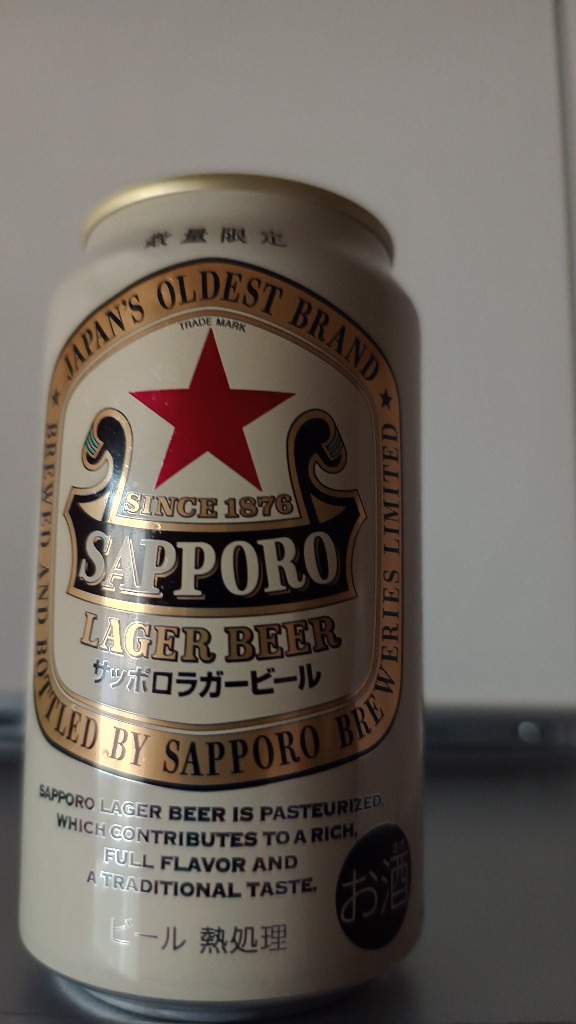 数量限定
JAPAN'S OLDEST BRAND
TRADE MARK
SINCE 1876
SAPPORO
LAGER BEER
サッポロラガービール
BREWED AND BOTTLED BY SAPPORO BREWERIES LIMITED
SAPPORO LAGER BEER IS PASTEURIZED,
WHICH CONTRIBUTES TO A RICH,
FULL FLAVOR AND
A TRADITIONAL TASTE.
お酒
ビール 熱処理